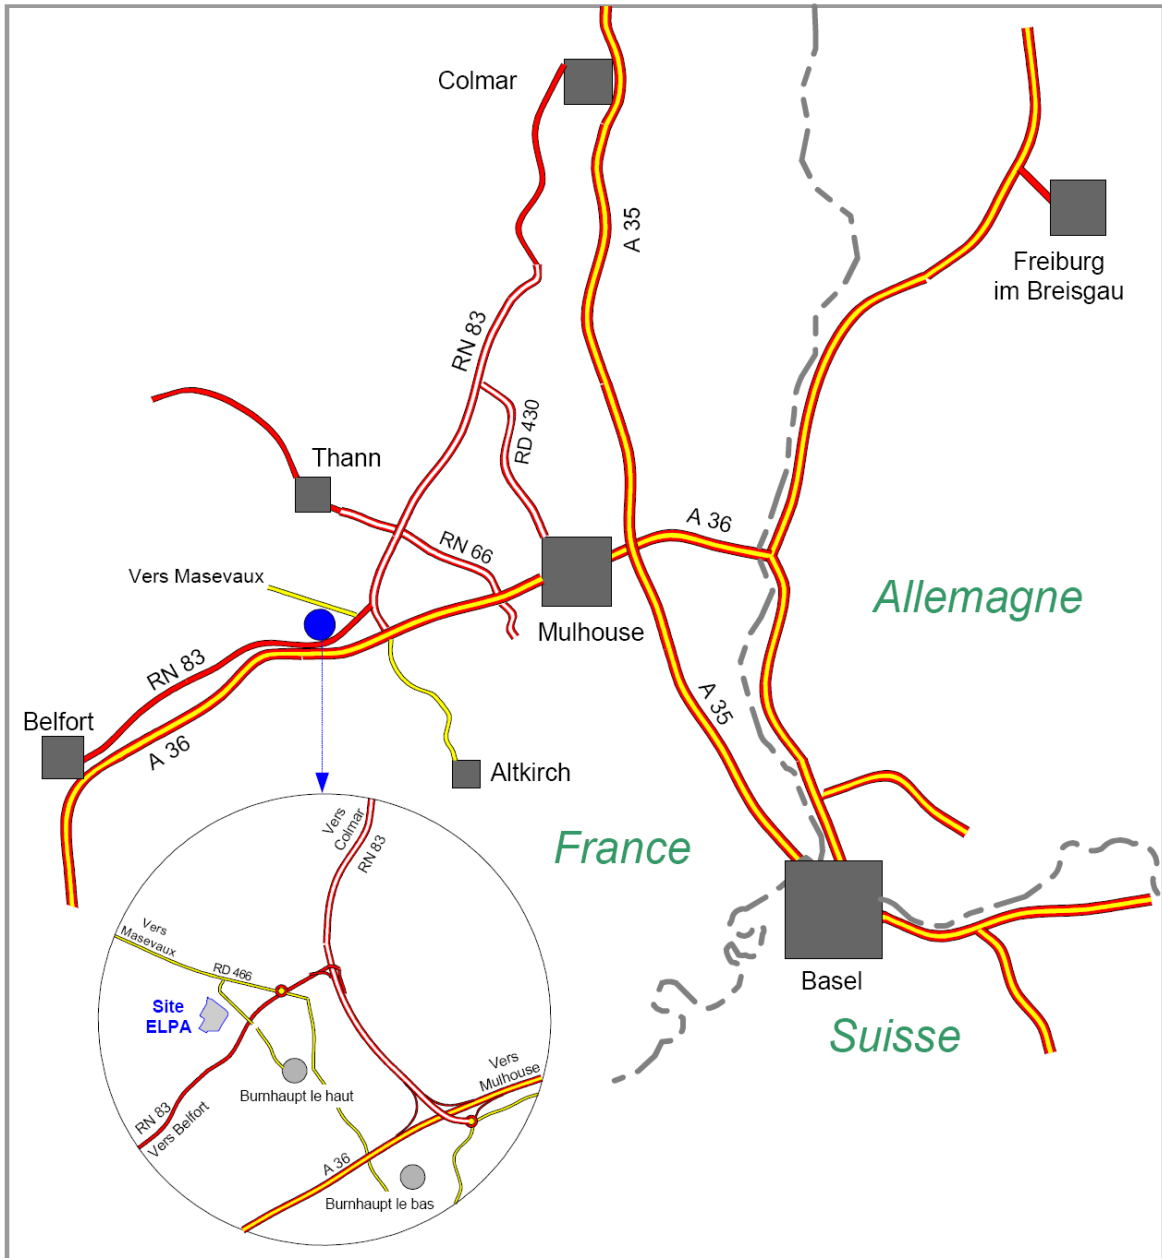 Colmar
A 35
Freiburg
im Breisgau
RN 83
RD 430
Thann
A 36
RN 66
Vers Masevaux
Allemagne
Mulhouse
RN 83
A 35
Belfort
A 36
Altkirch
France
Vers
Colmar
RN 83
Vers
Masevaux
RD 466
Site
ELPA
Basel
Suisse
Vers
Mulhouse
Burnhaupt le haut
RN 83
Vers Belfort
A 36
Burnhaupt le bas